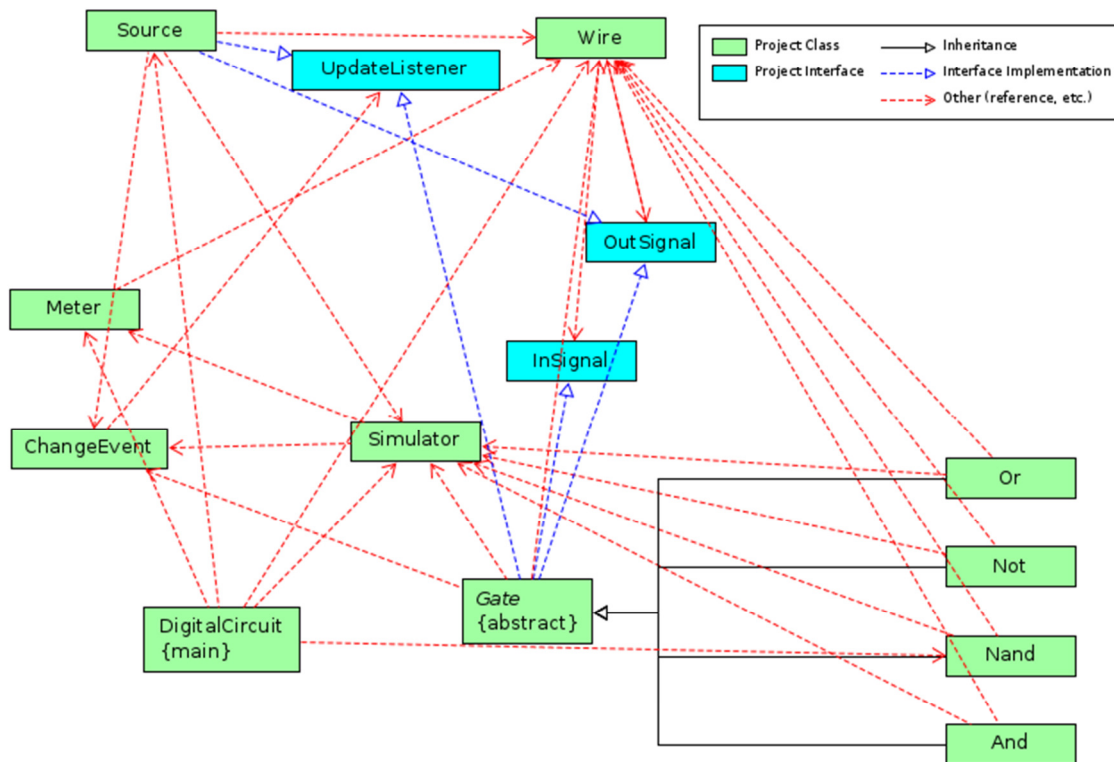 Source
Wire
UpdateListener
Project Class
Inheritance
Project Interface
Interface Implementation
Other (reference, etc.)
OutSignal
Meter
InSignal
ChangeEvent
Simulator
Or
Not
Gate
{abstract}
DigitalCircuit
{main}
Nand
And